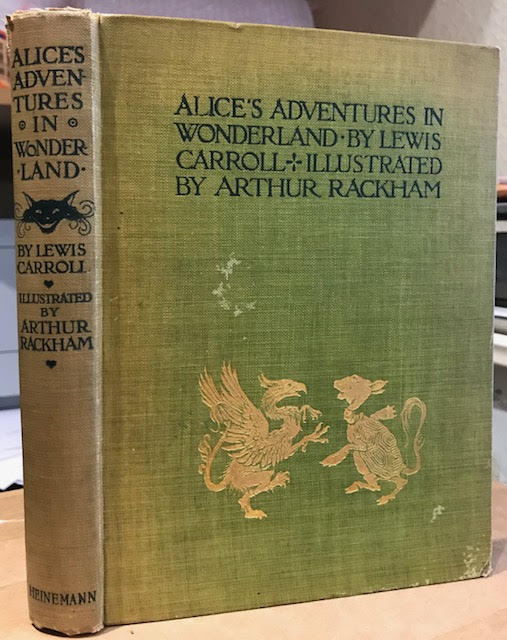 ALICE'S
ADVEN-
TURES
IN
WONDER
·LAND·
BY LEWIS
CARROLL
ILLUSTRATED
BY
ARTHUR
RACKHAM
HEINEMANN
ALICE'S ADVENTURES IN
WONDERLAND·BY LEWIS
CARROLL✢ILLUSTRATED
BY ARTHUR RACKHAM